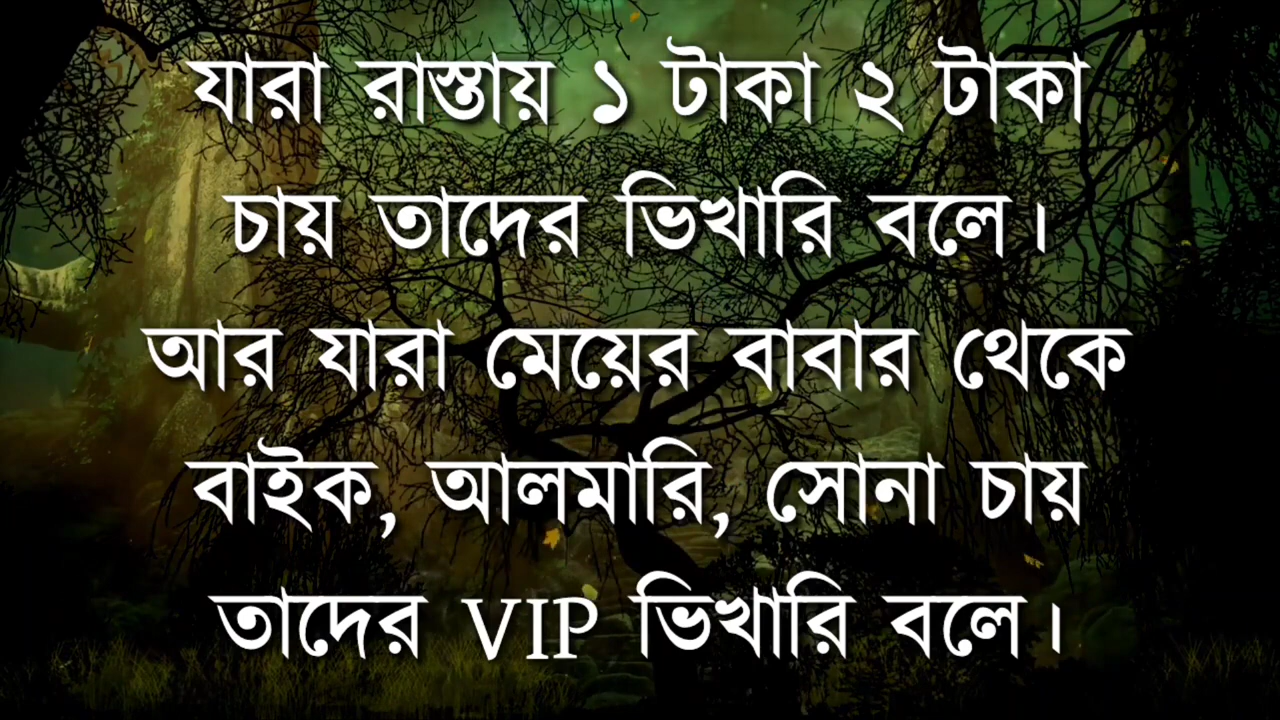 যারা রাস্তায় ১ টাকা ২ টাকা
চায় তাদের ভিখারি বলে।
আর যারা মেয়ের বাবার থেকে
বাইক, আলমারি, সোনা চায়
তাদের VIP ভিখারি বলে।